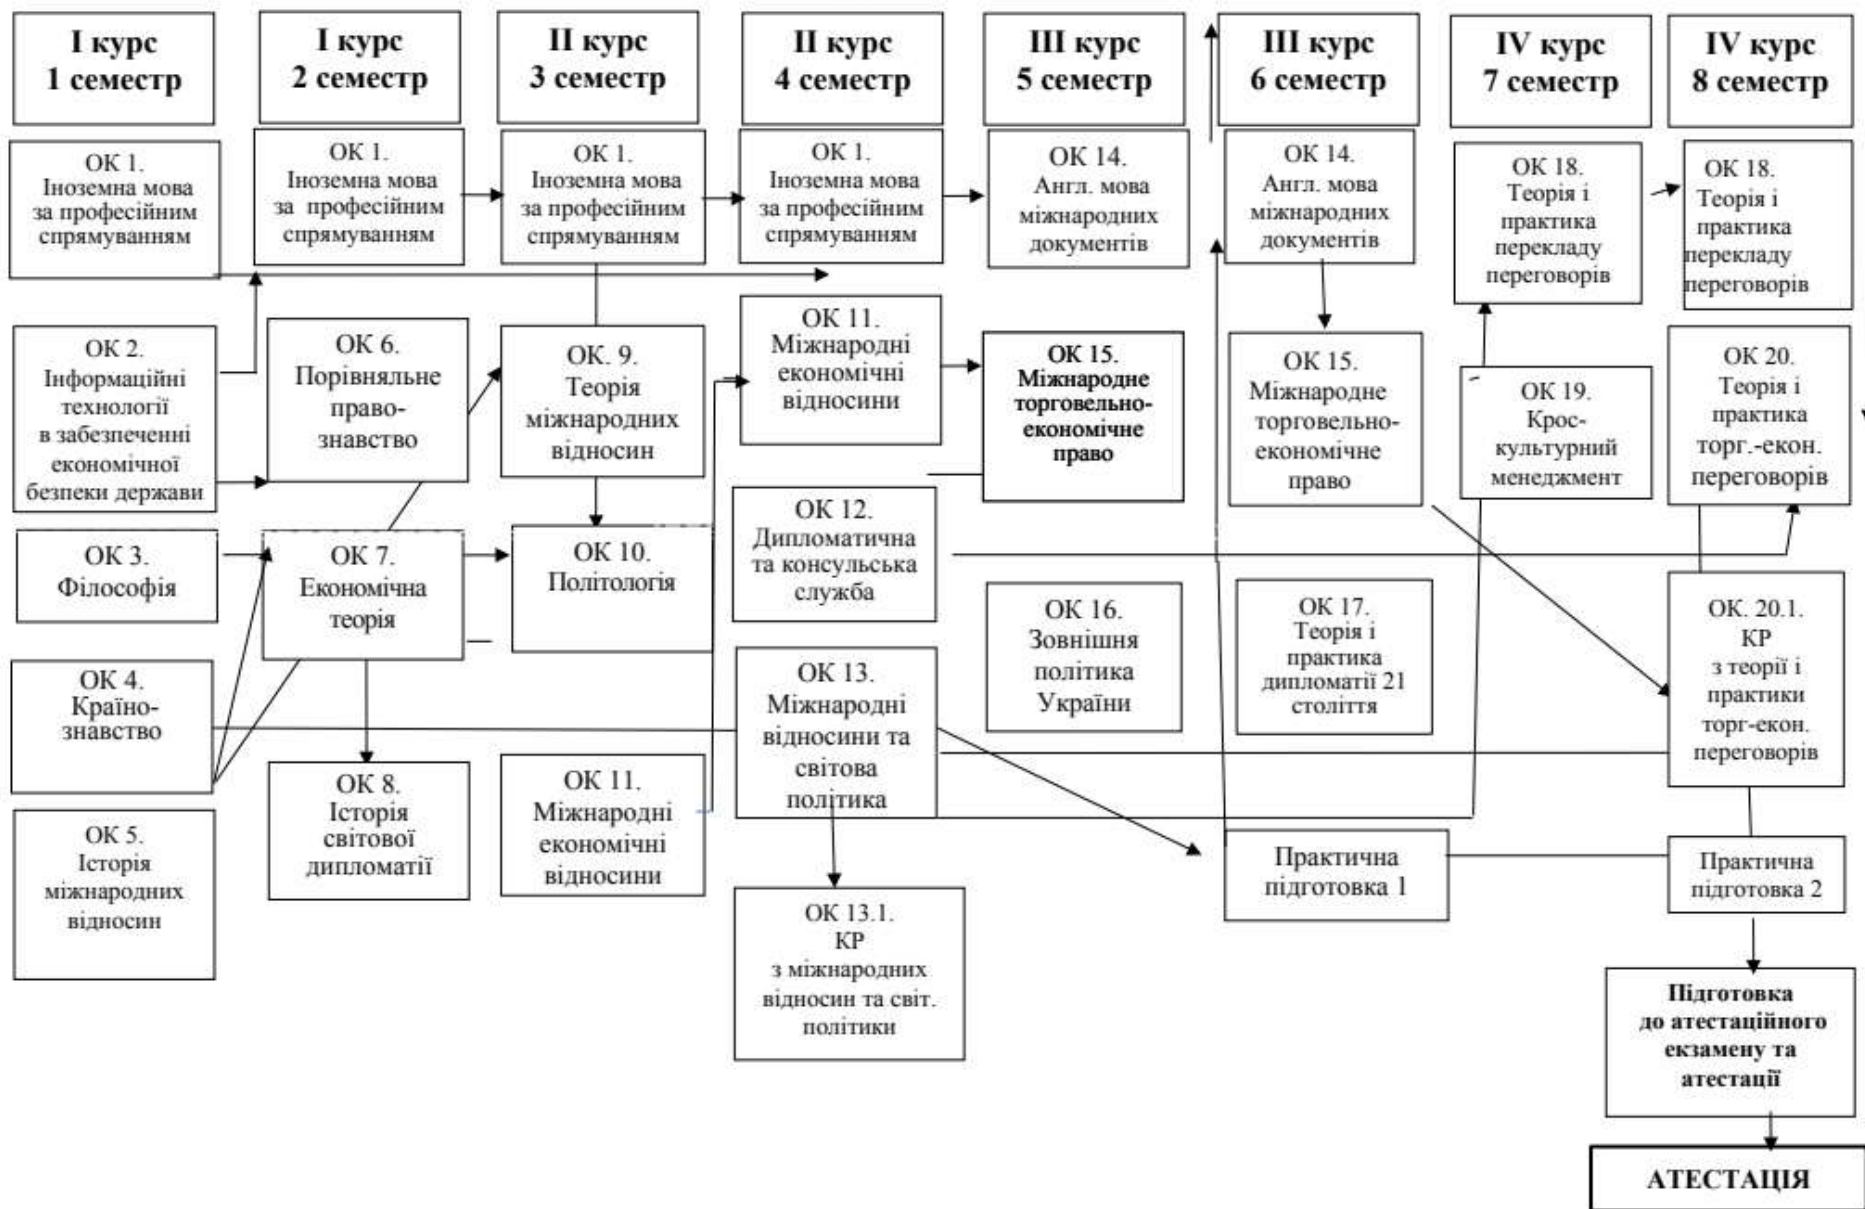 I курс
1 семестр
I курс
2 семестр
II курс
3 семестр
II курс
4 семестр
III курс
5 семестр
III курс
6 семестр
IV курс
7 семестр
IV курс
8 семестр
ОК 1.
Іноземна мова
за професійним
спрямуванням
ОК 1.
Іноземна мова
за професійним
спрямуванням
ОК 1.
Іноземна мова
за професійним
спрямуванням
ОК 1.
Іноземна мова
за професійним
спрямуванням
ОК 14.
Англ. мова
міжнародних
документів
ОК 14.
Англ. мова
міжнародних
документів
ОК 18.
Теорія і
практика
перекладу
переговорів
ОК 18.
Теорія і
практика
перекладу
переговорів
ОК 2.
Інформаційні
технології
в забезпеченні
економічної
безпеки держави
ОК 6.
Порівняльне
право-
знавство
ОК. 9.
Теорія
міжнародних
відносин
ОК 11.
Міжнародні
економічні
відносини
ОК 15.
Міжнародне
торговельно-
економічне
право
ОК 15.
Міжнародне
торговельно-
економічне
право
ОК 19.
Крос-
культурний
менеджмент
ОК 20.
Теорія і
практика
торг.-екон.
переговорів
ОК 3.
Філософія
ОК 7.
Економічна
теорія
ОК 10.
Політологія
ОК 12.
Дипломатична
та консульська
служба
ОК 16.
Зовнішня
політика
України
ОК 17.
Теорія і
практика
дипломатії 21
століття
ОК. 20.1.
КР
з теорії і
практики
торг-екон.
переговорів
ОК 4.
Країно-
знавство
ОК 8.
Історія
світової
дипломатії
ОК 11.
Міжнародні
економічні
відносини
ОК 13.
Міжнародні
відносини та
світова
політика
ОК 5.
Історія
міжнародних
відносин
ОК 13.1.
КР
з міжнародних
відносин та світ.
політики
Практична
підготовка 1
Практична
підготовка 2
Підготовка
до атестаційного
екзамену та
атестації
АТЕСТАЦІЯ